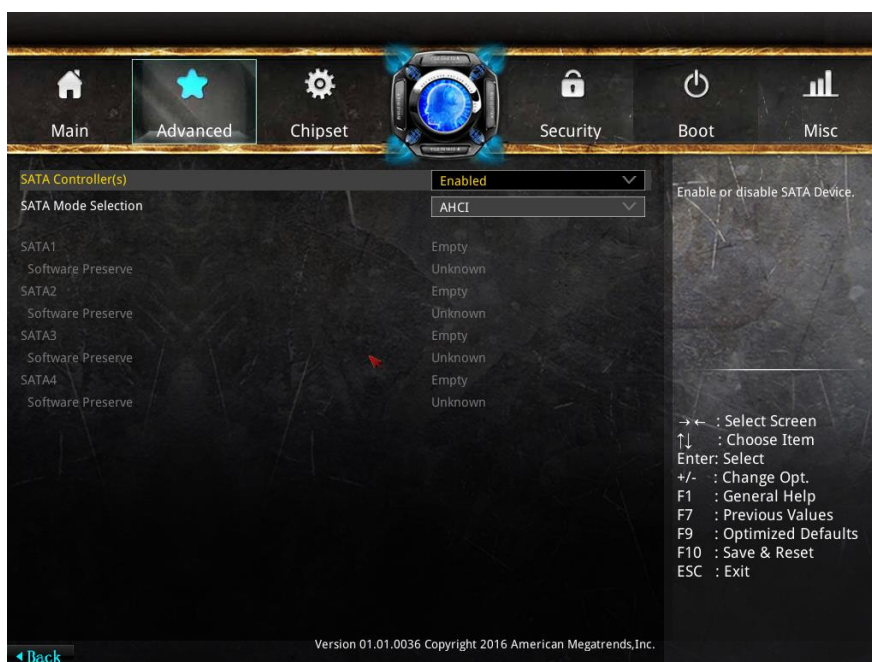 Main Advanced Chipset Security Boot Misc
SATA Controller(s) Enabled
SATA Mode Selection AHCI
SATA1 Empty
Software Preserve Unknown
SATA2 Empty
Software Preserve Unknown
SATA3 Empty
Software Preserve Unknown
SATA4 Empty
Software Preserve Unknown
Enable or disable SATA Device.
→← : Select Screen
↑↓ : Choose Item
Enter: Select
+/- : Change Opt.
F1 : General Help
F7 : Previous Values
F9 : Optimized Defaults
F10 : Save & Reset
ESC : Exit
Version 01.01.0036 Copyright 2016 American Megatrends,Inc.
Back